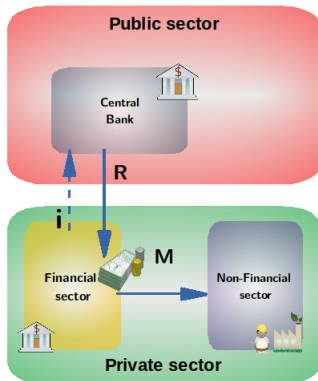 Public sector
Central
Bank
R
i
M
Financial
sector
Non-Financial
sector
Private sector